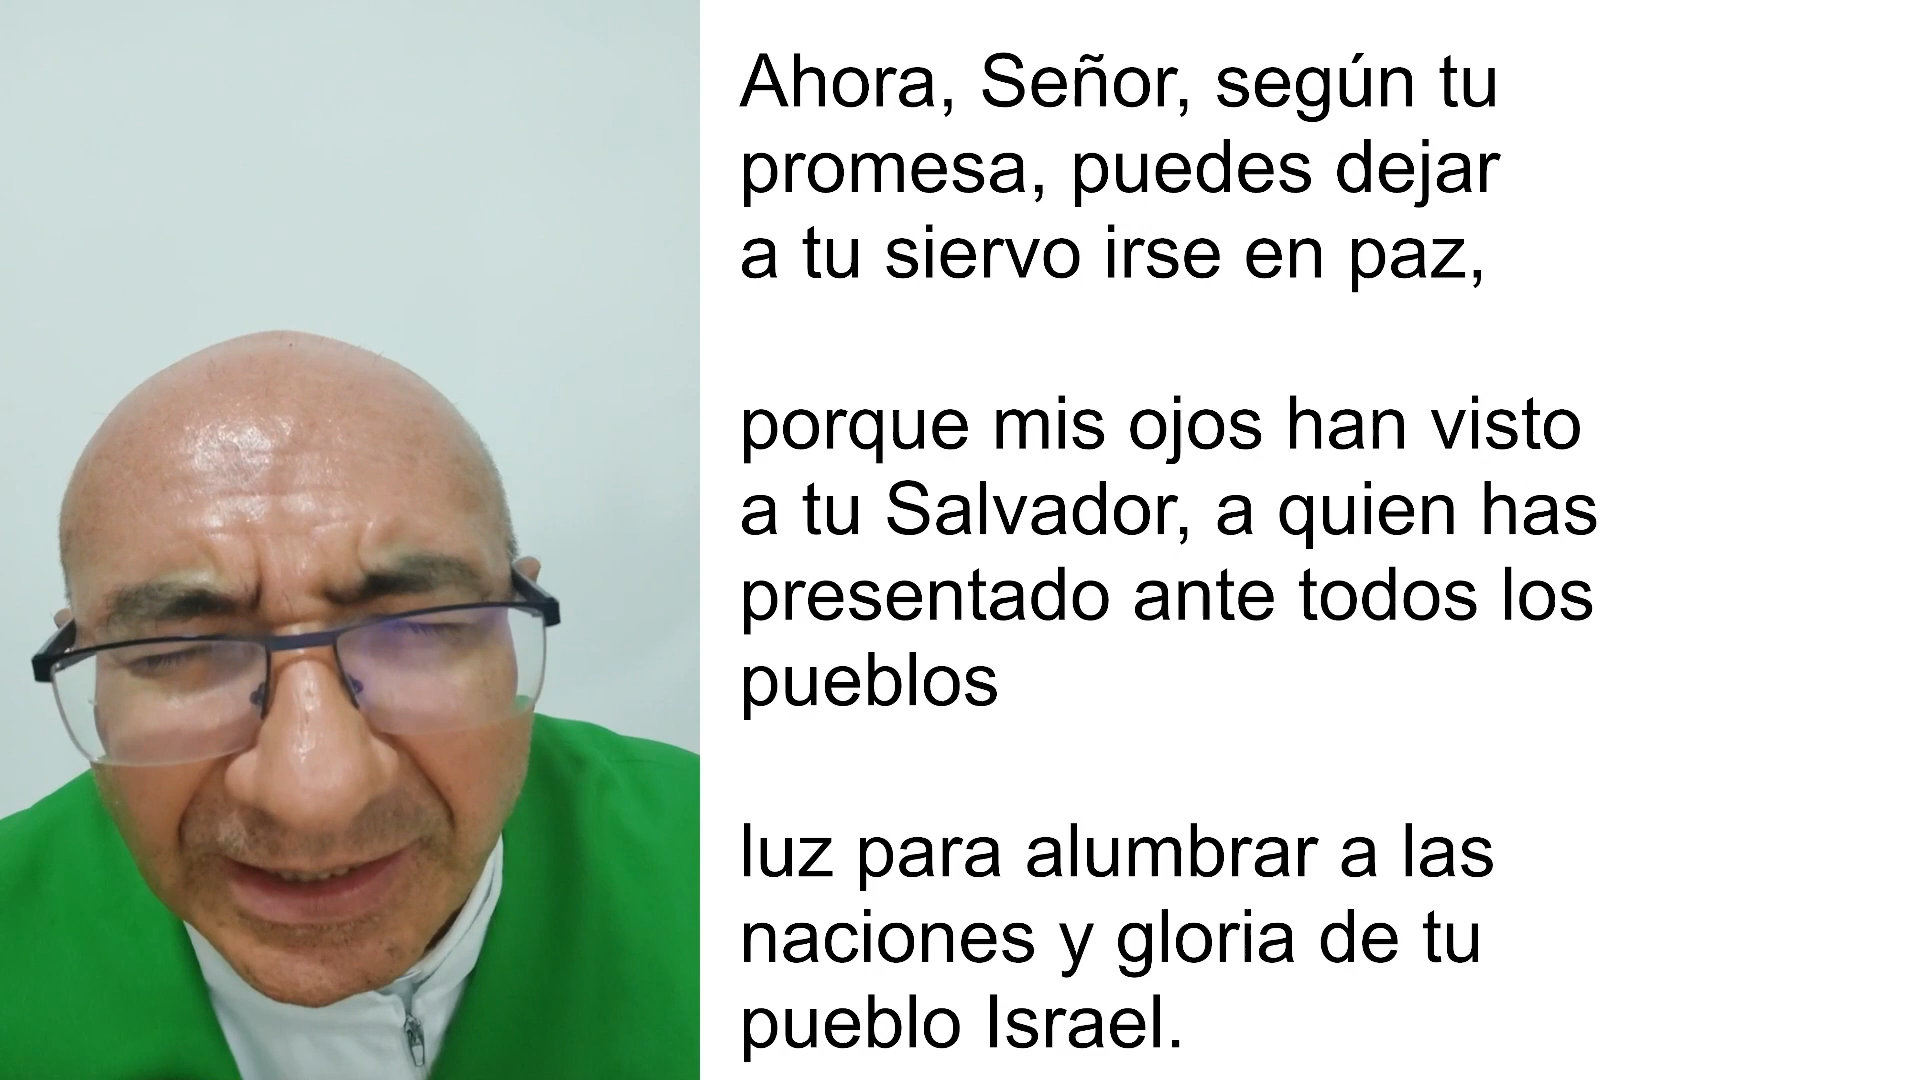 Ahora, Señor, según tu
promesa, puedes dejar
a tu siervo irse en paz,
porque mis ojos han visto
a tu Salvador, a quien has
presentado ante todos los
pueblos
luz para alumbrar a las
naciones y gloria de tu
pueblo Israel.